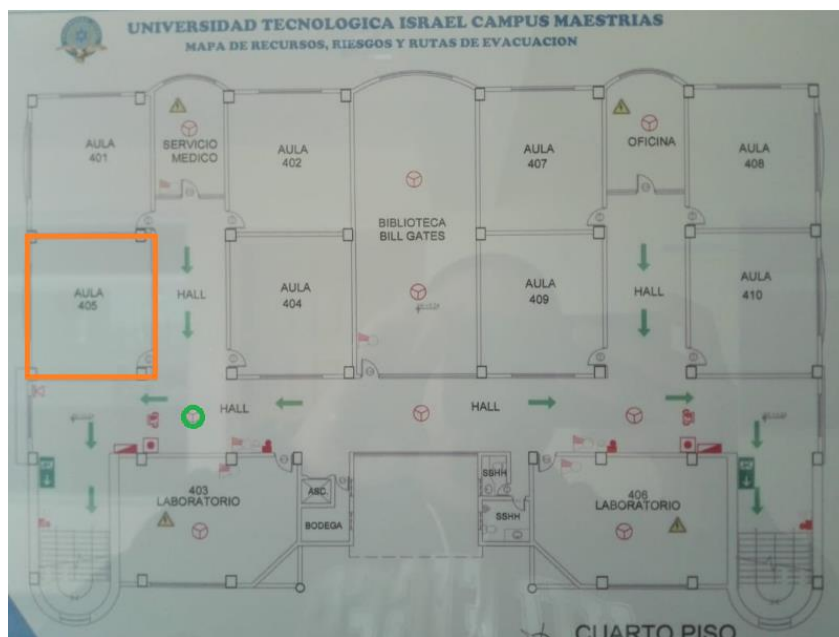 UNIVERSIDAD TECNOLOGICA ISRAEL CAMPUS MAESTRIAS
MAPA DE RECURSOS, RIESGOS Y RUTAS DE EVACUACION
AULA
401
SERVICIO
MEDICO
AULA
402
AULA
407
OFICINA
AULA
408
BIBLIOTECA
BILL GATES
AULA
405
HALL
AULA
404
AULA
409
HALL
AULA
410
HALL
HALL
403
LABORATORIO
ASC.
BODEGA
SSHH
SSHH
406
LABORATORIO
CUARTO PISO